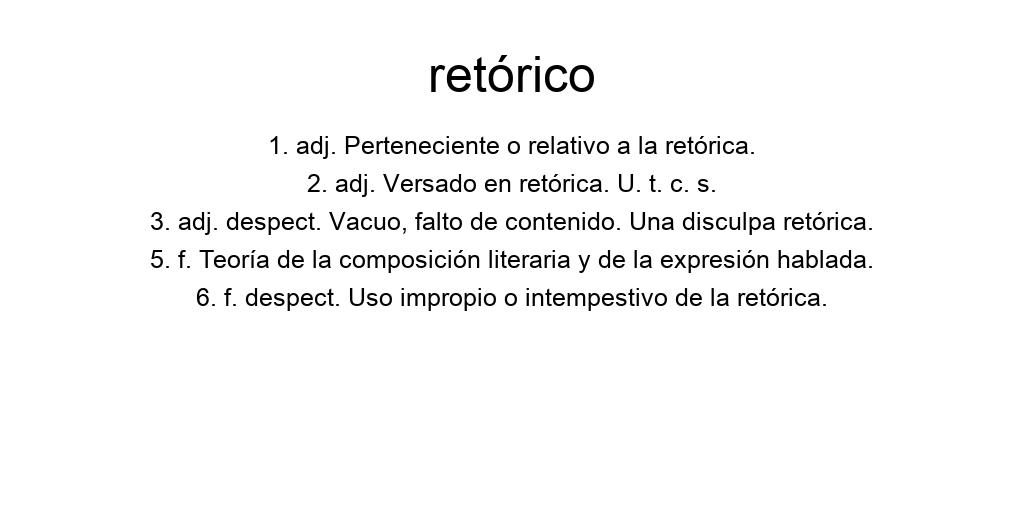 retórico
1. adj. Perteneciente o relativo a la retórica.
2. adj. Versado en retórica. U. t. c. s.
3. adj. despect. Vacuo, falto de contenido. Una disculpa retórica.
5. f. Teoría de la composición literaria y de la expresión hablada.
6. f. despect. Uso impropio o intempestivo de la retórica.